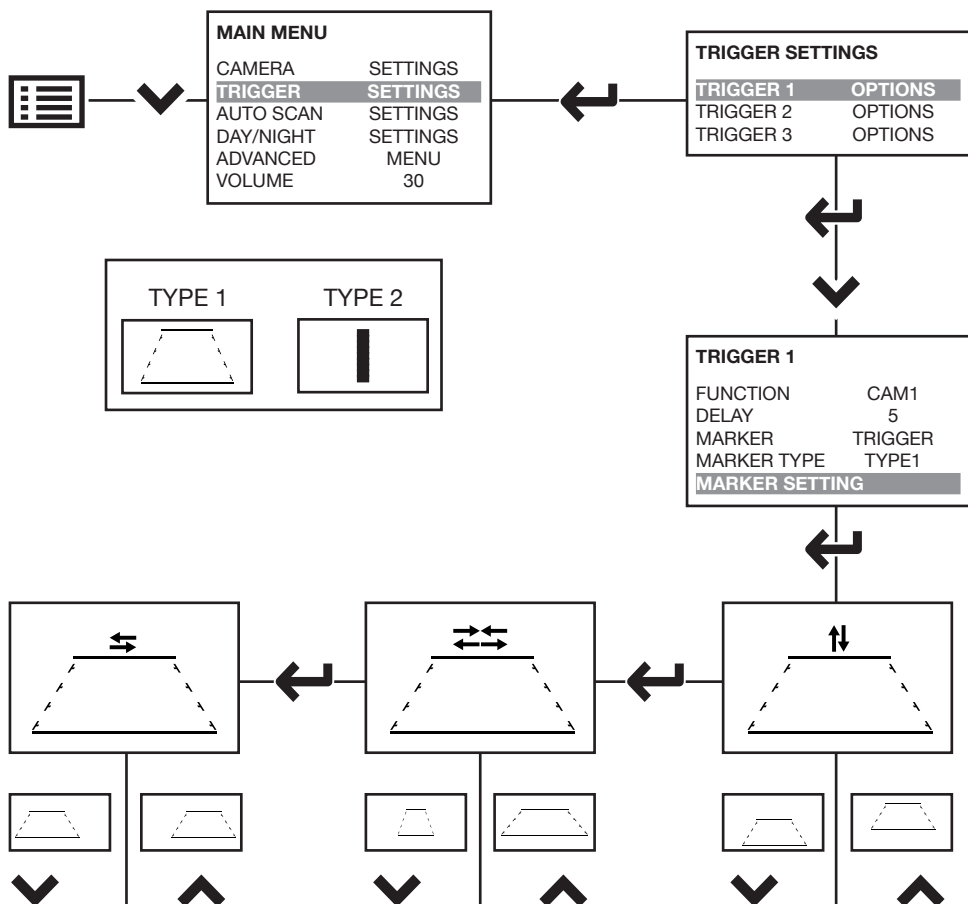 MAIN MENU
CAMERA SETTINGS
TRIGGER SETTINGS
AUTO SCAN SETTINGS
DAY/NIGHT SETTINGS
ADVANCED MENU
VOLUME 30
TRIGGER SETTINGS
TRIGGER 1 OPTIONS
TRIGGER 2 OPTIONS
TRIGGER 3 OPTIONS
TYPE 1 TYPE 2
TRIGGER 1
FUNCTION CAM1
DELAY 5
MARKER TRIGGER
MARKER TYPE TYPE1
MARKER SETTING